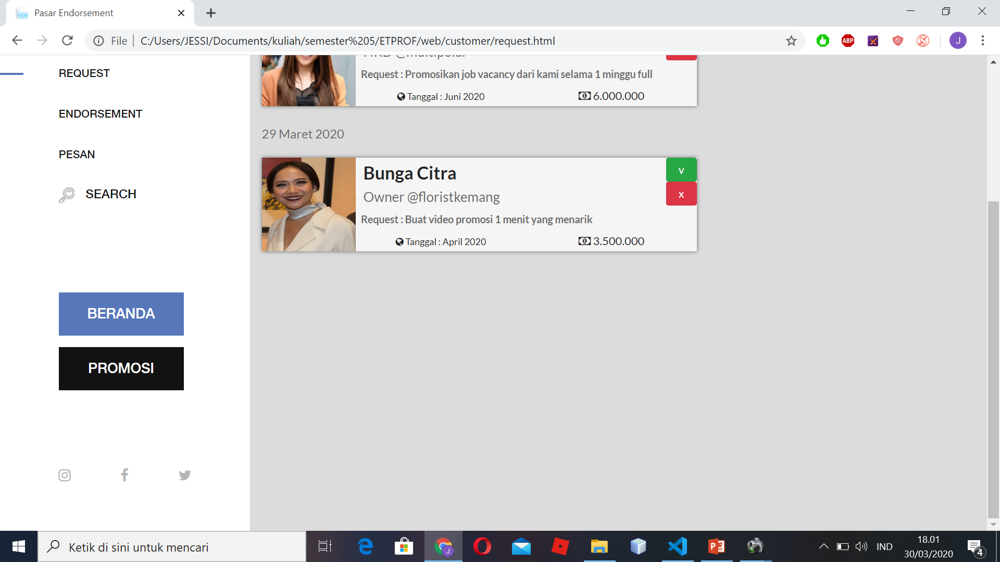 Pasar Endorsement
File
C:/Users/JESSI/Documents/kuliah/semester%205/ETPROF/web/customer/request.html
ABP
J
REQUEST
ENDORSEMENT
PESAN
SEARCH
BERANDA
PROMOSI
HRD @multipolar
Request : Promosikan job vacancy dari kami selama 1 minggu full
Tanggal : Juni 2020
6.000.000
29 Maret 2020
Bunga Citra
V
Owner @floristkemang
X
Request : Buat video promosi 1 menit yang menarik
Tanggal : April 2020
3.500.000
Ketik di sini untuk mencari
J
IND
18.01
30/03/2020
4